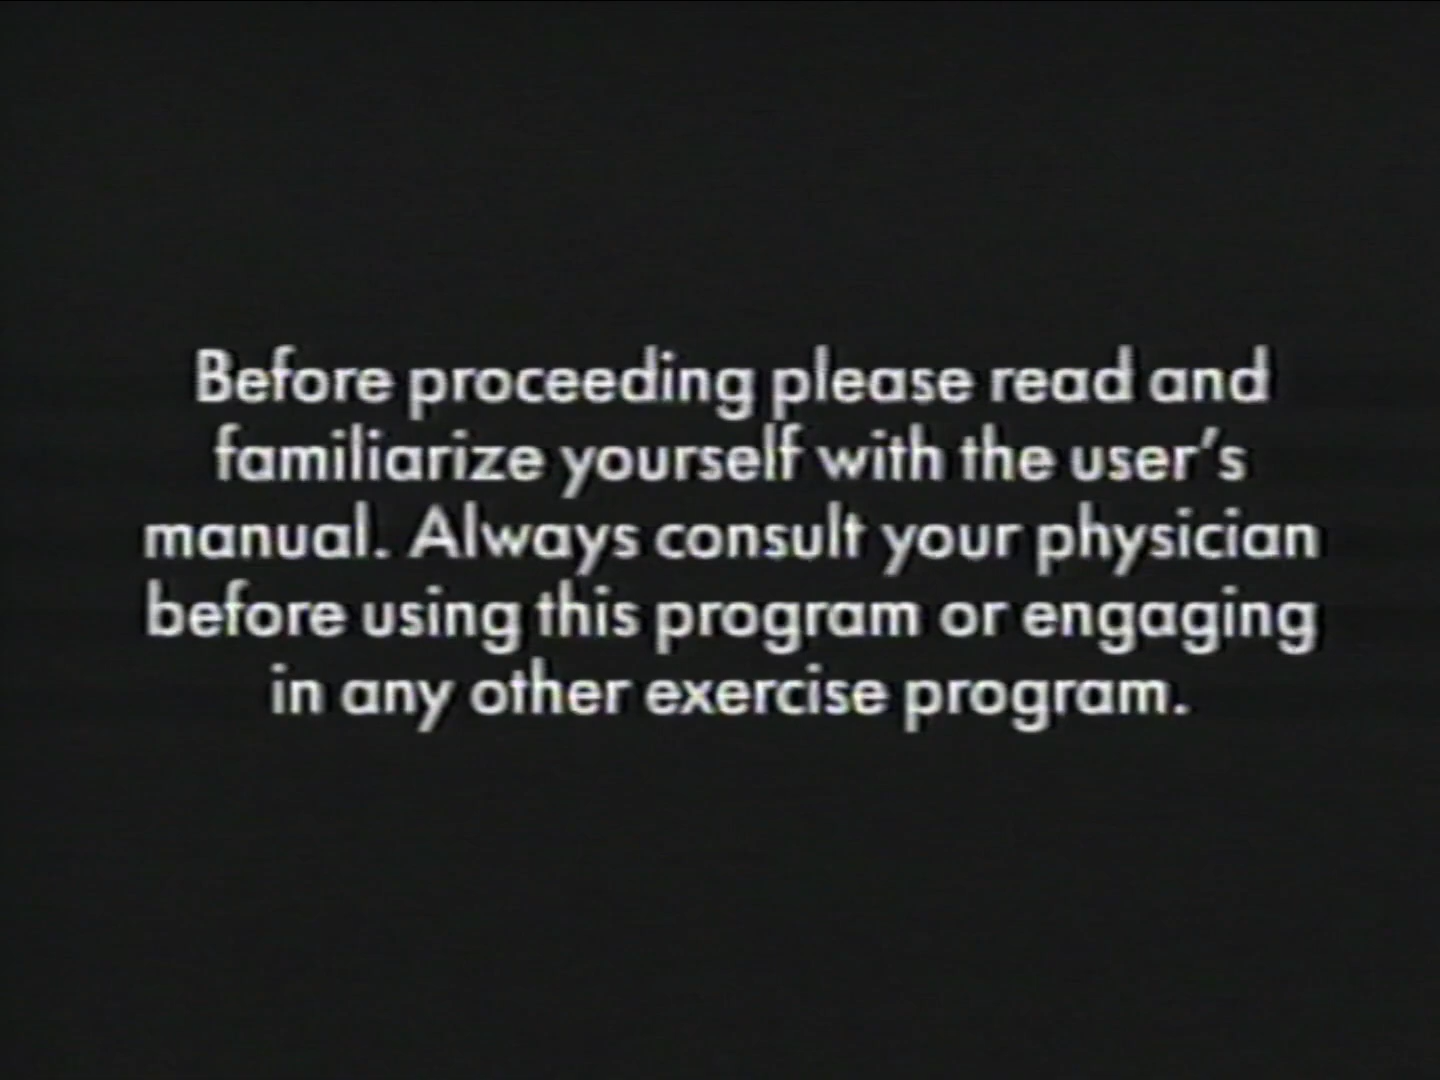 Before proceeding please read and
familiarize yourself with the user's
manual. Always consult your physician
before using this program or engaging
in any other exercise program.